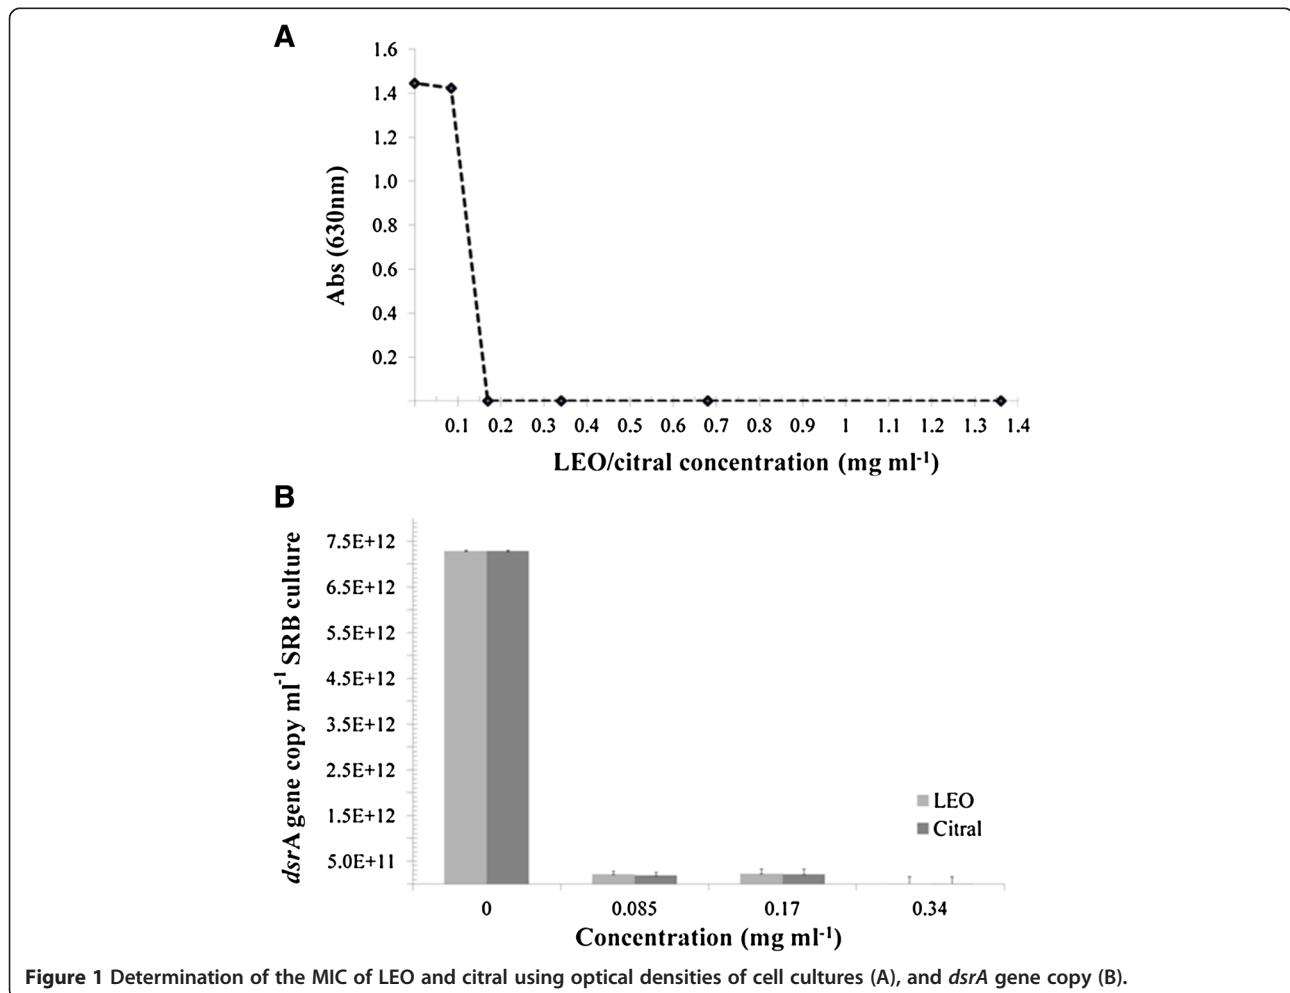 A
1.6
1.4
1.2
1.0
0.8
0.6
0.4
0.2
Abs (630nm)
0.1 0.2 0.3 0.4 0.5 0.6 0.7 0.8 0.9 1 1.1 1.2 1.3 1.4
LEO/citral concentration (mg ml⁻¹)
B
7.5E+12
6.5E+12
5.5E+12
4.5E+12
3.5E+12
2.5E+12
1.5E+12
5.0E+11
dsrA gene copy ml⁻¹ SRB culture
LEO
Citral
0 0.085 0.17 0.34
Concentration (mg ml⁻¹)
Figure 1 Determination of the MIC of LEO and citral using optical densities of cell cultures (A), and dsrA gene copy (B).